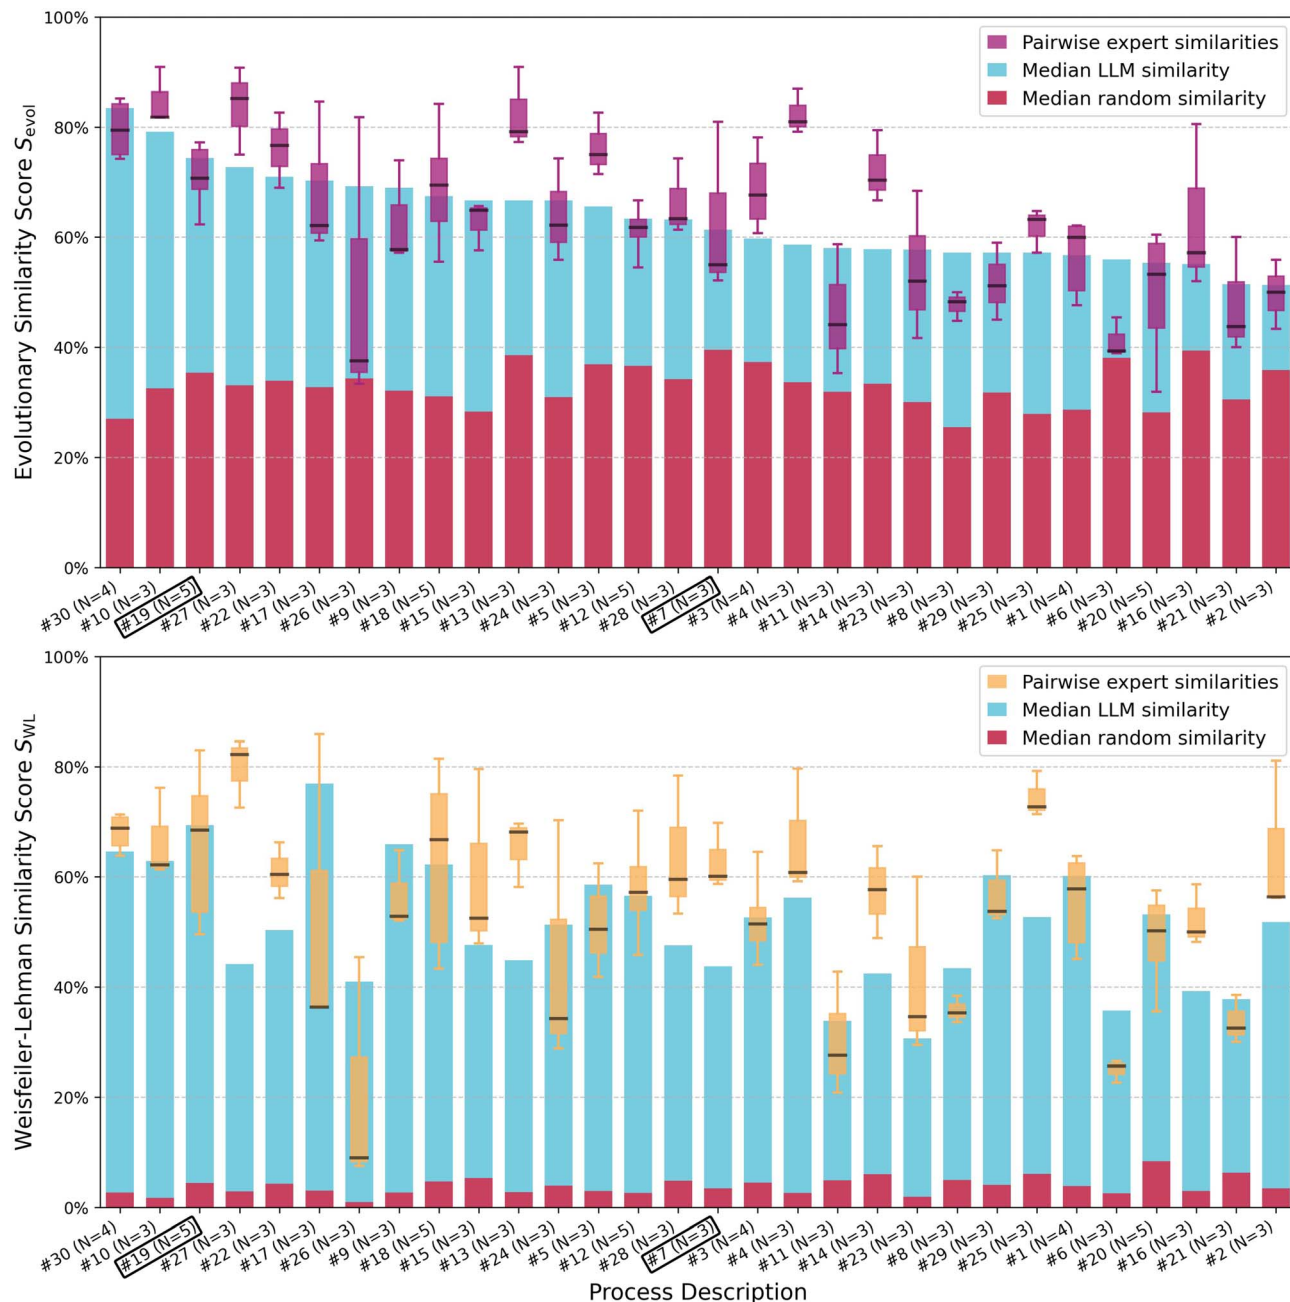 100%
80%
60%
40%
20%
0%
Evolutionary Similarity Score S_evol
Pairwise expert similarities
Median LLM similarity
Median random similarity
#30 (N=4)
#10 (N=3)
#19 (N=5)
#27 (N=3)
#22 (N=3)
#17 (N=3)
#26 (N=3)
#9 (N=3)
#18 (N=5)
#15 (N=3)
#13 (N=3)
#24 (N=3)
#5 (N=3)
#12 (N=5)
#28 (N=3)
#7 (N=3)
#3 (N=4)
#4 (N=3)
#11 (N=3)
#14 (N=3)
#23 (N=3)
#8 (N=3)
#29 (N=3)
#25 (N=3)
#1 (N=4)
#6 (N=3)
#20 (N=5)
#16 (N=3)
#21 (N=3)
#2 (N=3)
100%
80%
60%
40%
20%
0%
Weisfeiler-Lehman Similarity Score S_WL
Pairwise expert similarities
Median LLM similarity
Median random similarity
#30 (N=4)
#10 (N=3)
#19 (N=5)
#27 (N=3)
#22 (N=3)
#17 (N=3)
#26 (N=3)
#9 (N=3)
#18 (N=5)
#15 (N=3)
#13 (N=3)
#24 (N=3)
#5 (N=3)
#12 (N=5)
#28 (N=3)
#7 (N=3)
#3 (N=4)
#4 (N=3)
#11 (N=3)
#14 (N=3)
#23 (N=3)
#8 (N=3)
#29 (N=3)
#25 (N=3)
#1 (N=4)
#6 (N=3)
#20 (N=5)
#16 (N=3)
#21 (N=3)
#2 (N=3)
Process Description